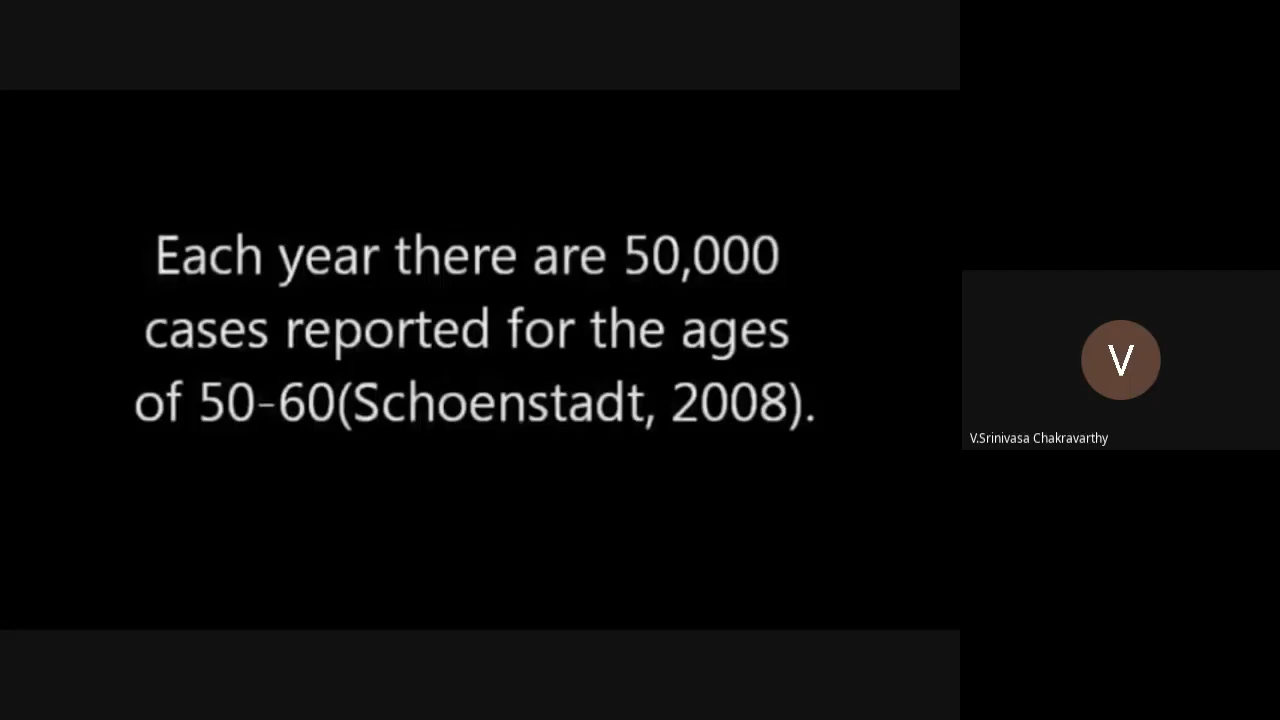 Each year there are 50,000
cases reported for the ages
of 50-60(Schoenstadt, 2008).
V
V.Srinivasa Chakravarthy